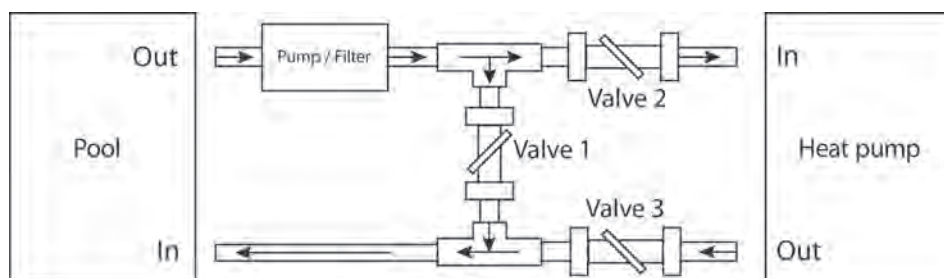 Out
Pump / Filter
In
Valve 2
Pool
Valve 1
Heat pump
Valve 3
In
Out